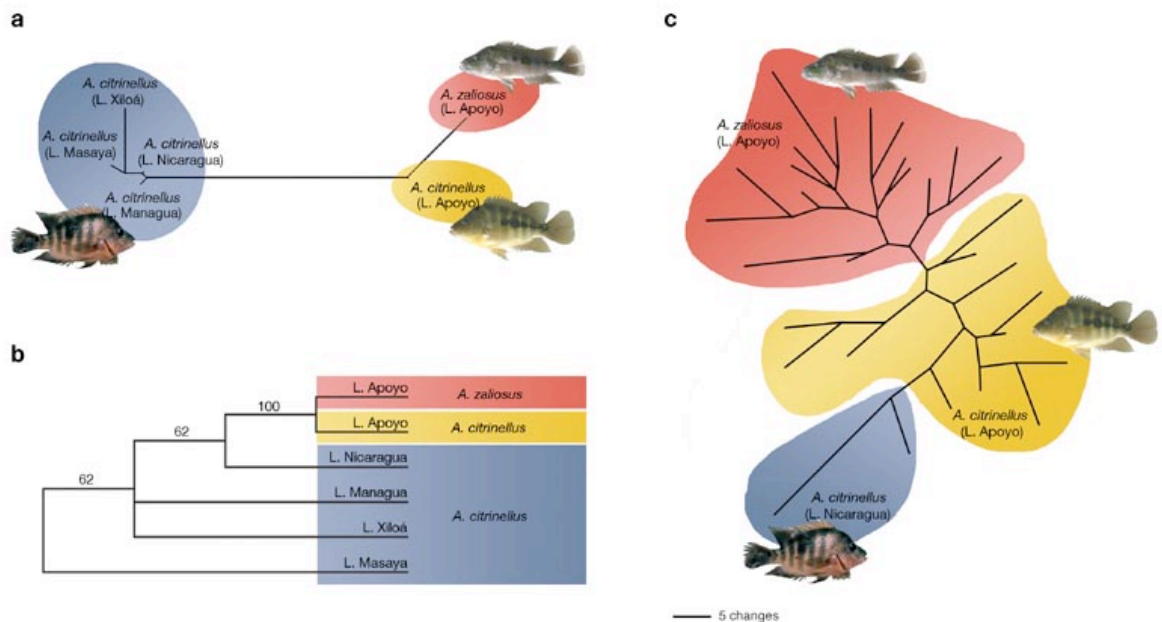 a
A. citrinellus
(L. Xiloá)
A. citrinellus
(L. Masaya)
A. citrinellus
(L. Nicaragua)
A. citrinellus
(L. Managua)
A. zaliosus
(L. Apoyo)
A. citrinellus
(L. Apoyo)
b
L. Apoyo
A. zaliosus
100
L. Apoyo
A. citrinellus
62
L. Nicaragua
62
L. Managua
A. citrinellus
L. Xiloá
L. Masaya
c
A. zaliosus
(L. Apoyo)
A. citrinellus
(L. Apoyo)
A. citrinellus
(L. Nicaragua)
5 changes